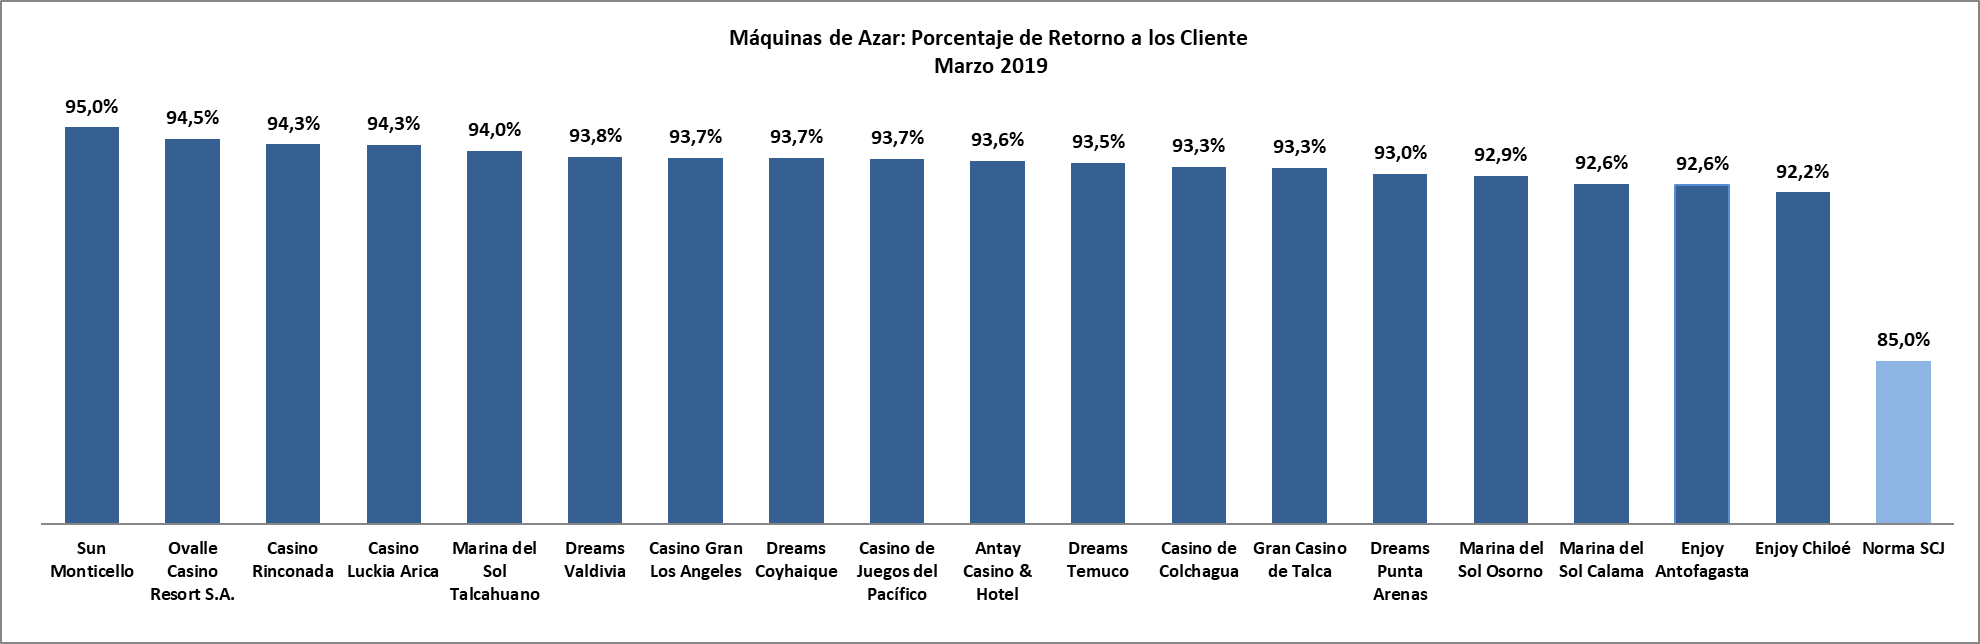 Máquinas de Azar: Porcentaje de Retorno a los Cliente
Marzo 2019
95,0%
94,5%
94,3%
94,3%
94,0%
93,8%
93,7%
93,7%
93,7%
93,6%
93,5%
93,3%
93,3%
93,0%
92,9%
92,6%
92,6%
92,2%
85,0%
Sun
Monticello
Ovalle
Casino
Resort S.A.
Casino
Rinconada
Casino
Luckia Arica
Marina del
Sol
Talcahuano
Dreams
Valdivia
Casino Gran
Los Angeles
Dreams
Coyhaique
Casino de
Juegos del
Pacífico
Antay
Casino &
Hotel
Dreams
Temuco
Casino de
Colchagua
Gran Casino
de Talca
Dreams
Punta
Arenas
Marina del
Sol Osorno
Marina del
Sol Calama
Enjoy
Antofagasta
Enjoy Chiloé
Norma SCJ